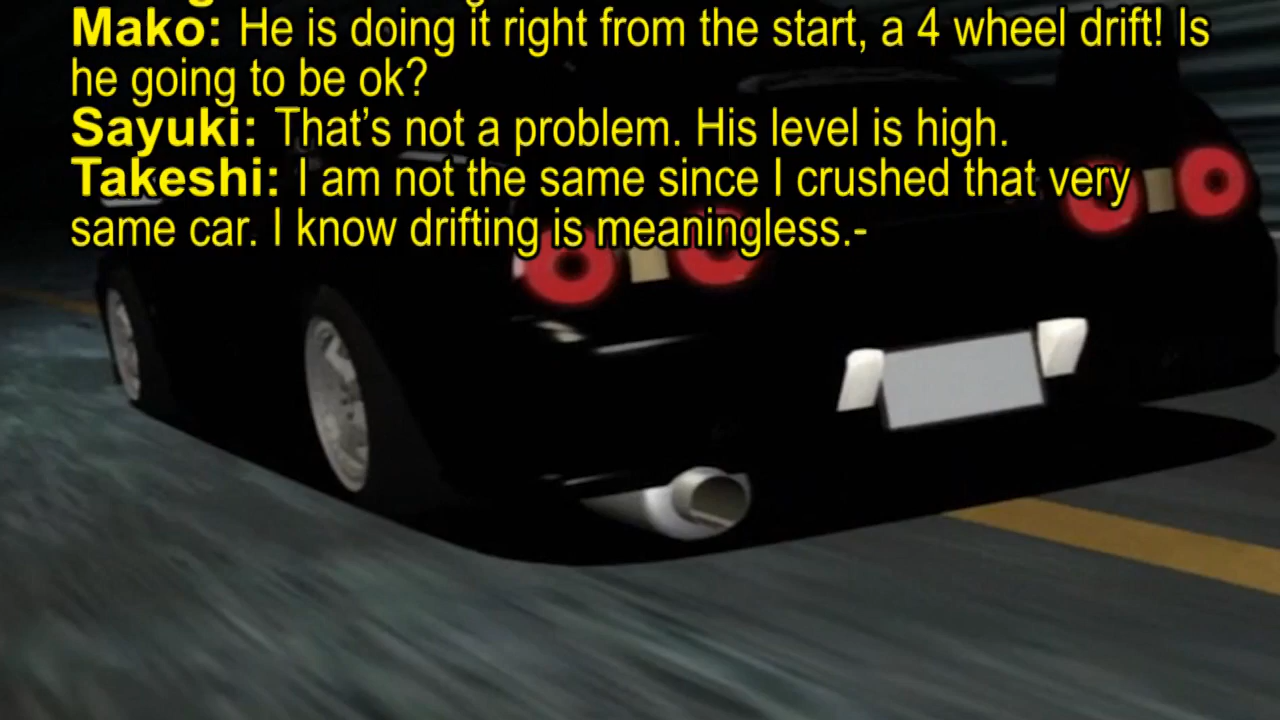 Mako: He is doing it right from the start, a 4 wheel drift! Is
he going to be ok?
Sayuki: That’s not a problem. His level is high.
Takeshi: I am not the same since I crushed that very
same car. I know drifting is meaningless.-